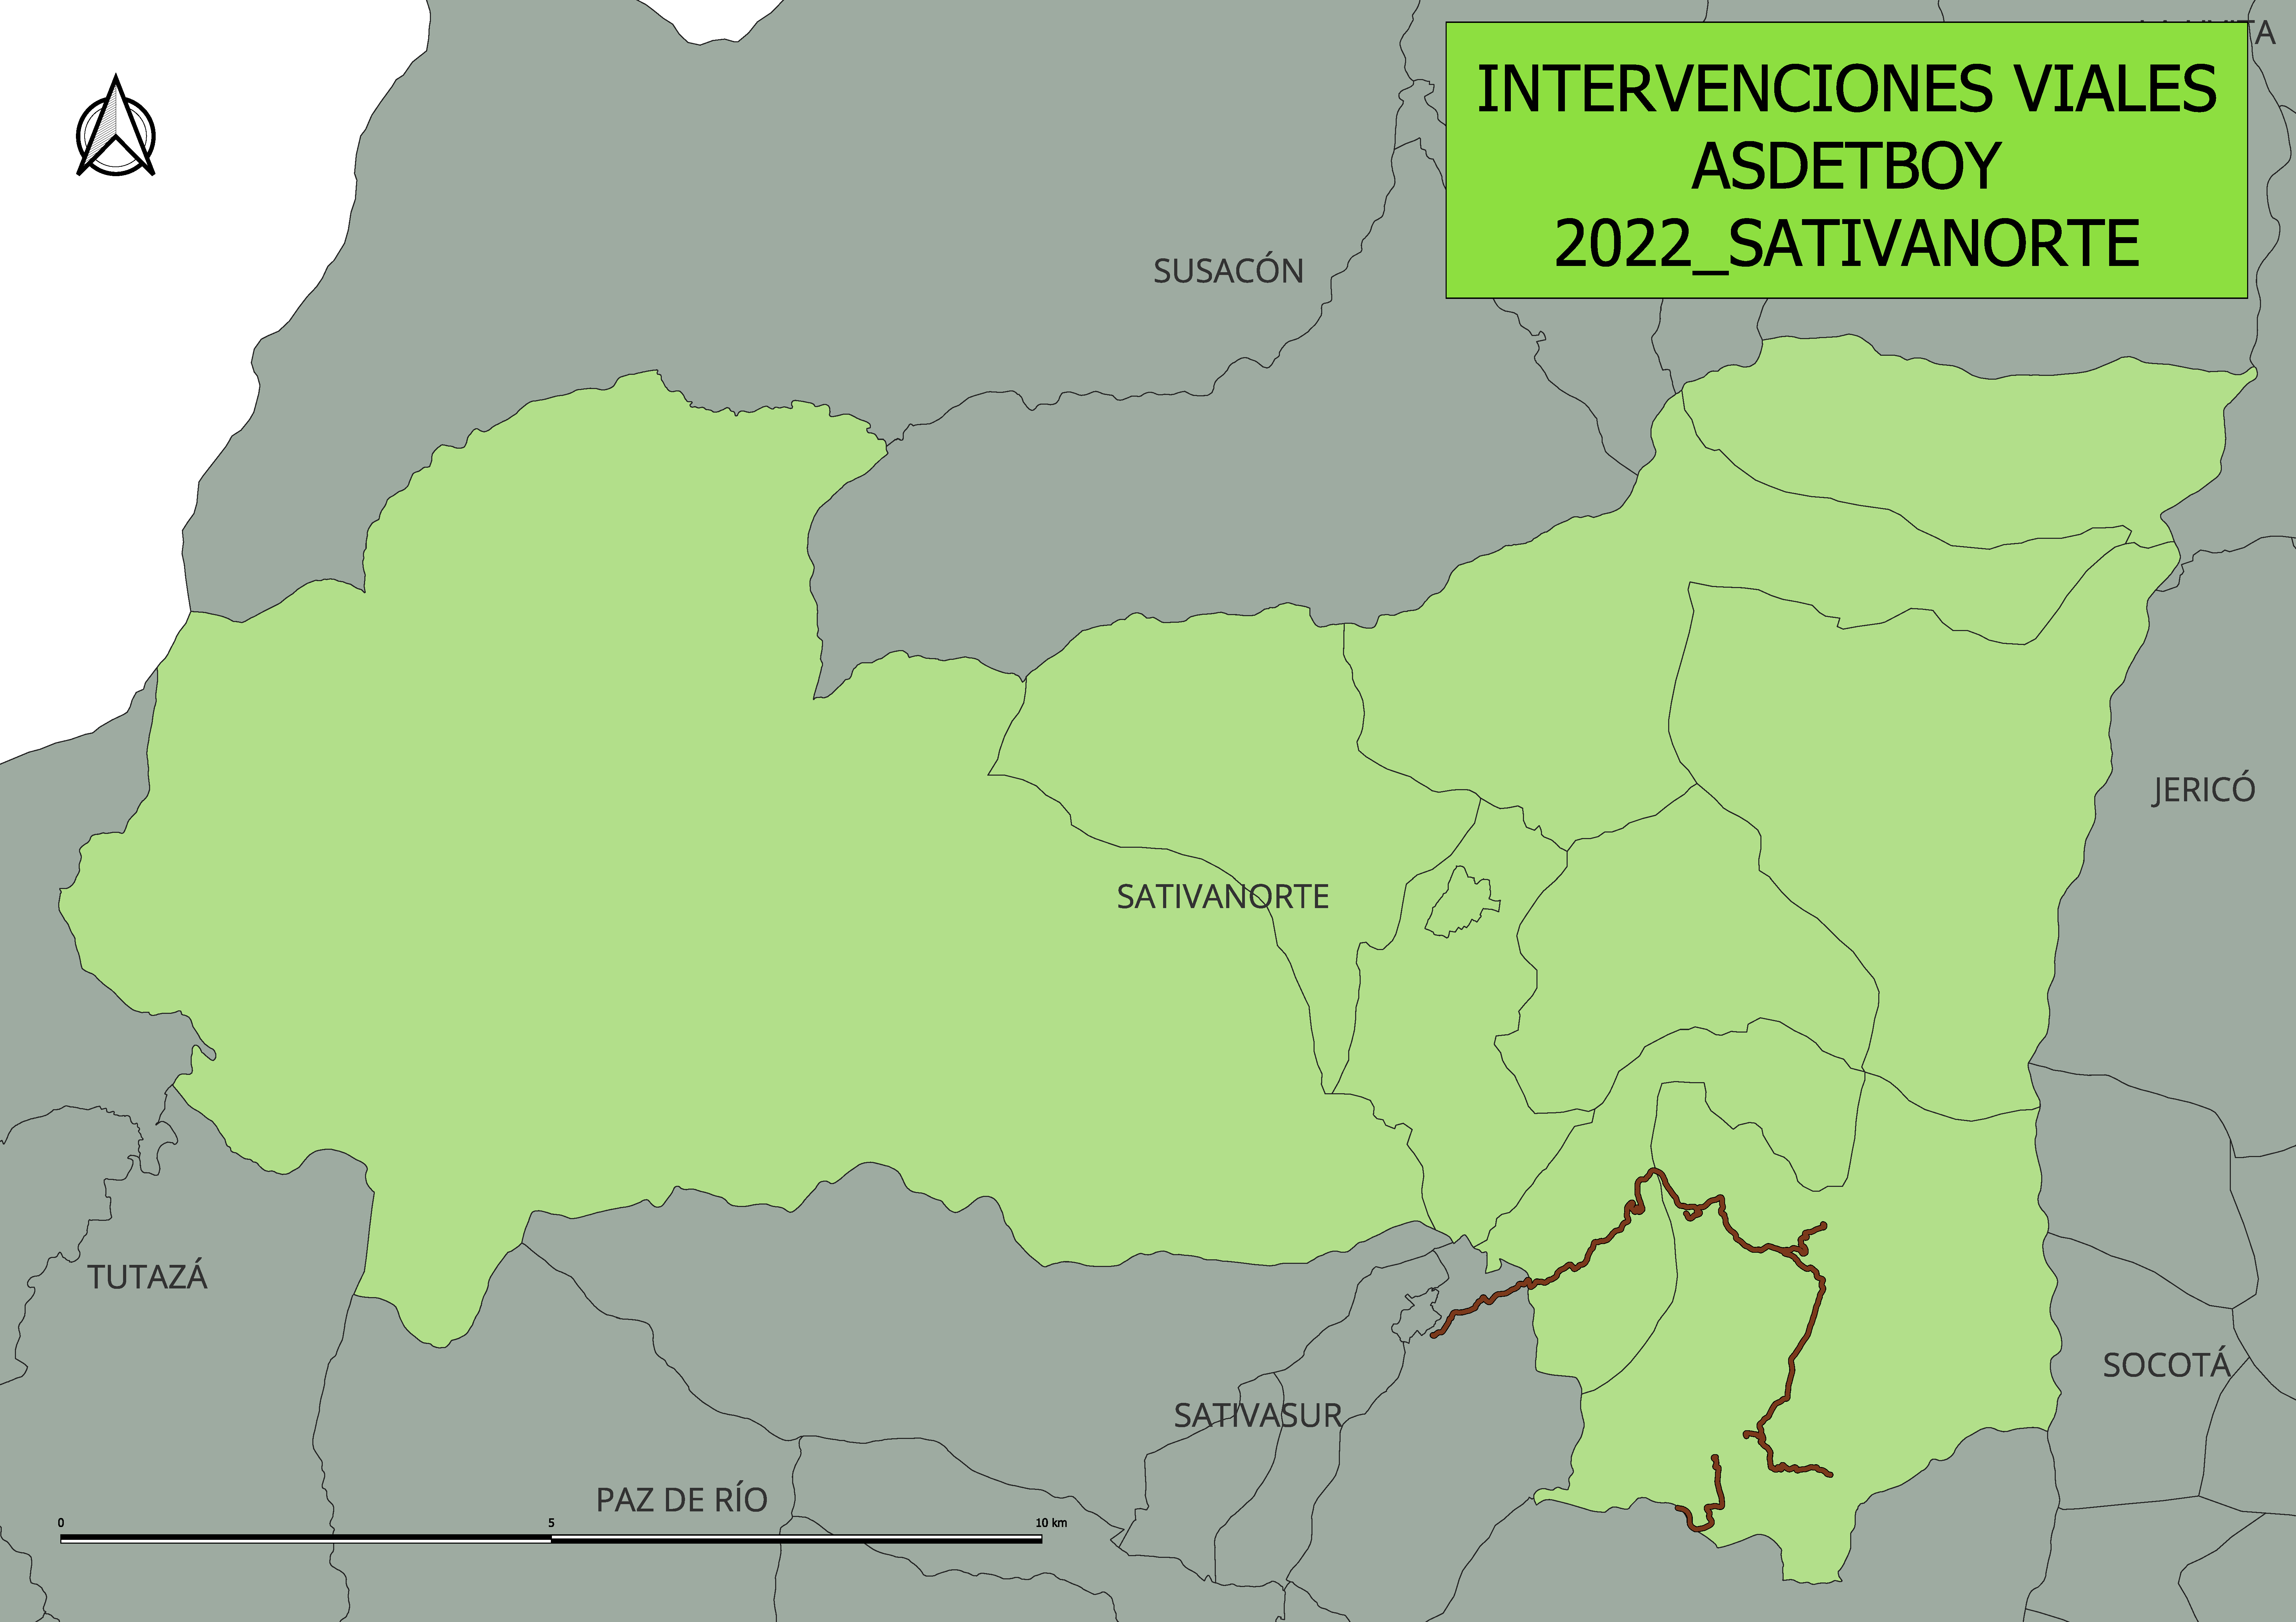 INTERVENCIONES VIALES
ASDETBOY
2022_SATIVANORTE
SUSACÓN
JERICÓ
SATIVANORTE
TUTAZÁ
SOCOTÁ
SATIVASUR
PAZ DE RÍO
0 5 10 km